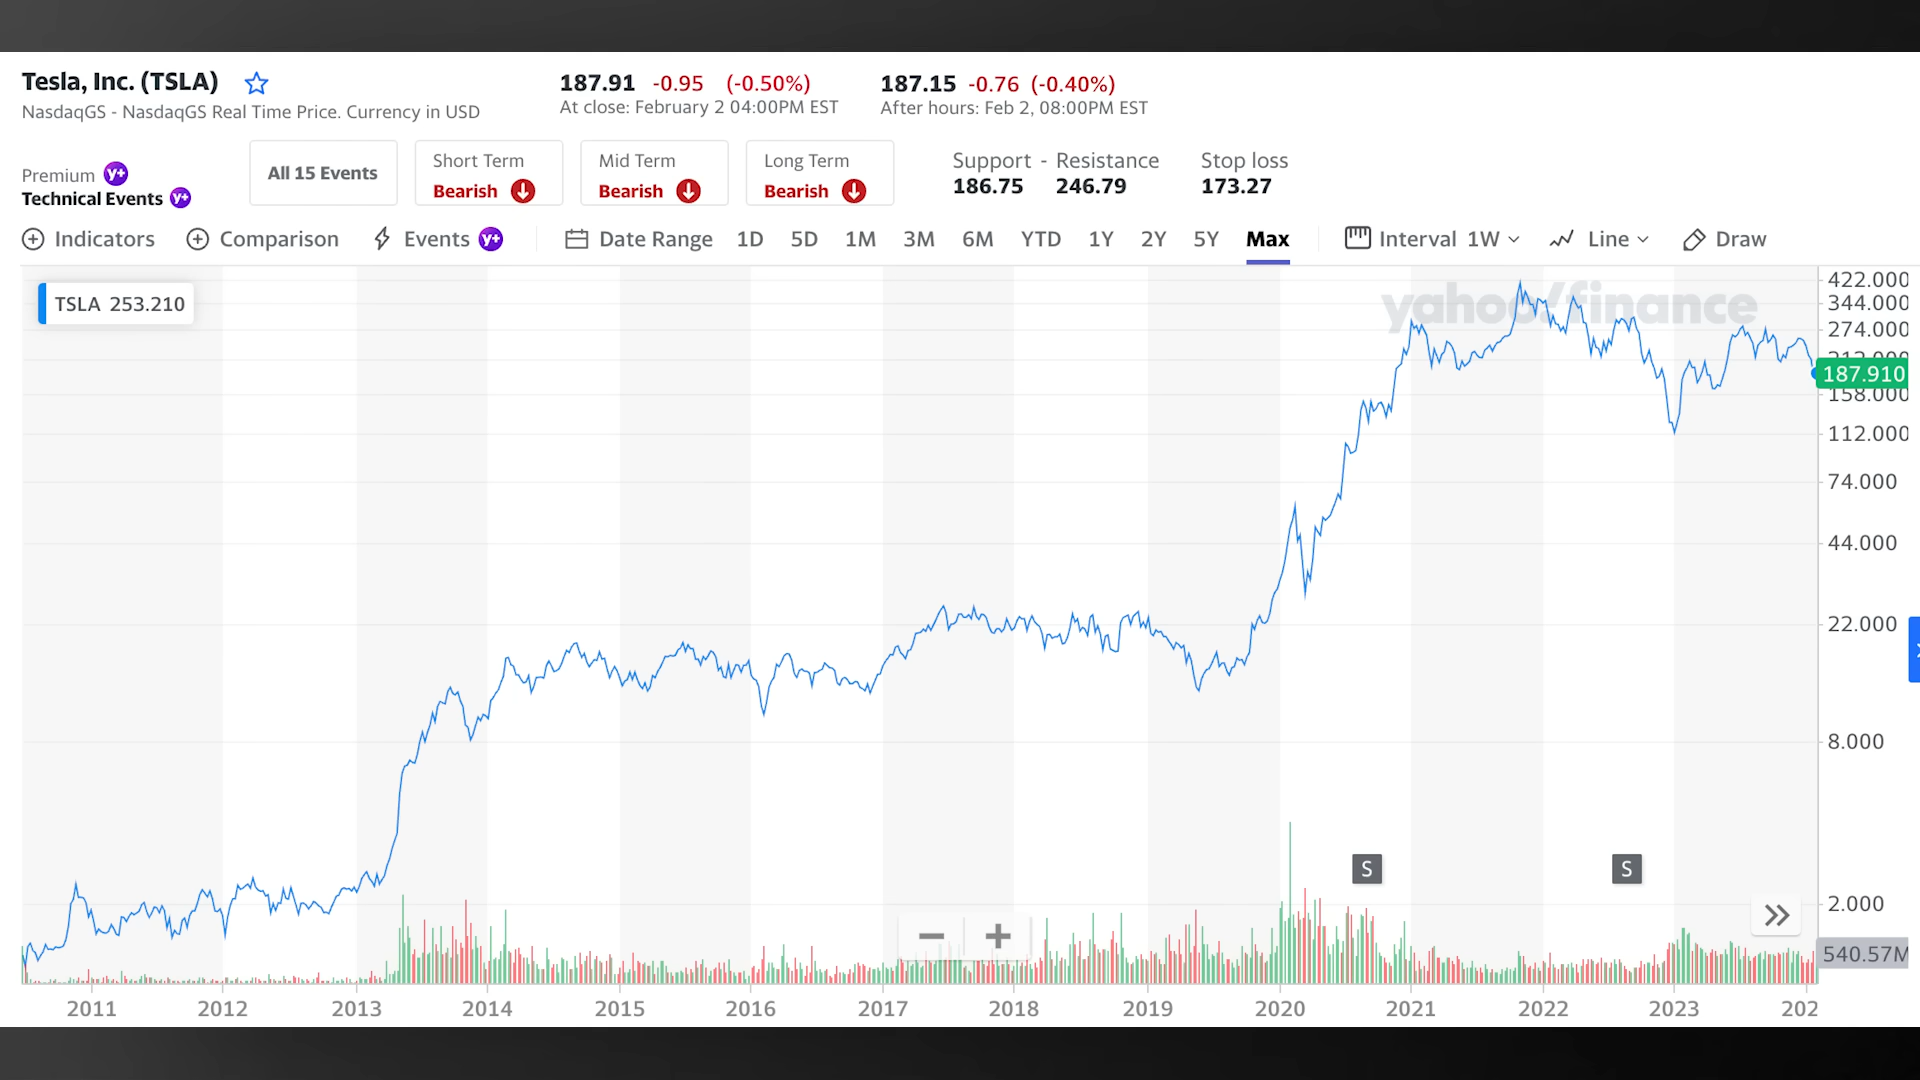 Tesla, Inc. (TSLA)
187.91 -0.95 (-0.50%)
187.15 -0.76 (-0.40%)
NasdaqGS - NasdaqGS Real Time Price. Currency in USD
At close: February 2 04:00PM EST
After hours: Feb 2, 08:00PM EST
Premium y+
Technical Events y+
All 15 Events
Short Term
Bearish
Mid Term
Bearish
Long Term
Bearish
Support - Resistance
186.75 246.79
Stop loss
173.27
Indicators Comparison Events y+ Date Range 1D 5D 1M 3M 6M YTD 1Y 2Y 5Y Max Interval 1W Line Draw
TSLA 253.210
yahoo/finance
422.000
344.000
274.000
212.000
187.910
158.000
112.000
74.000
44.000
22.000
8.000
S S
2.000
540.57M
2011 2012 2013 2014 2015 2016 2017 2018 2019 2020 2021 2022 2023 202